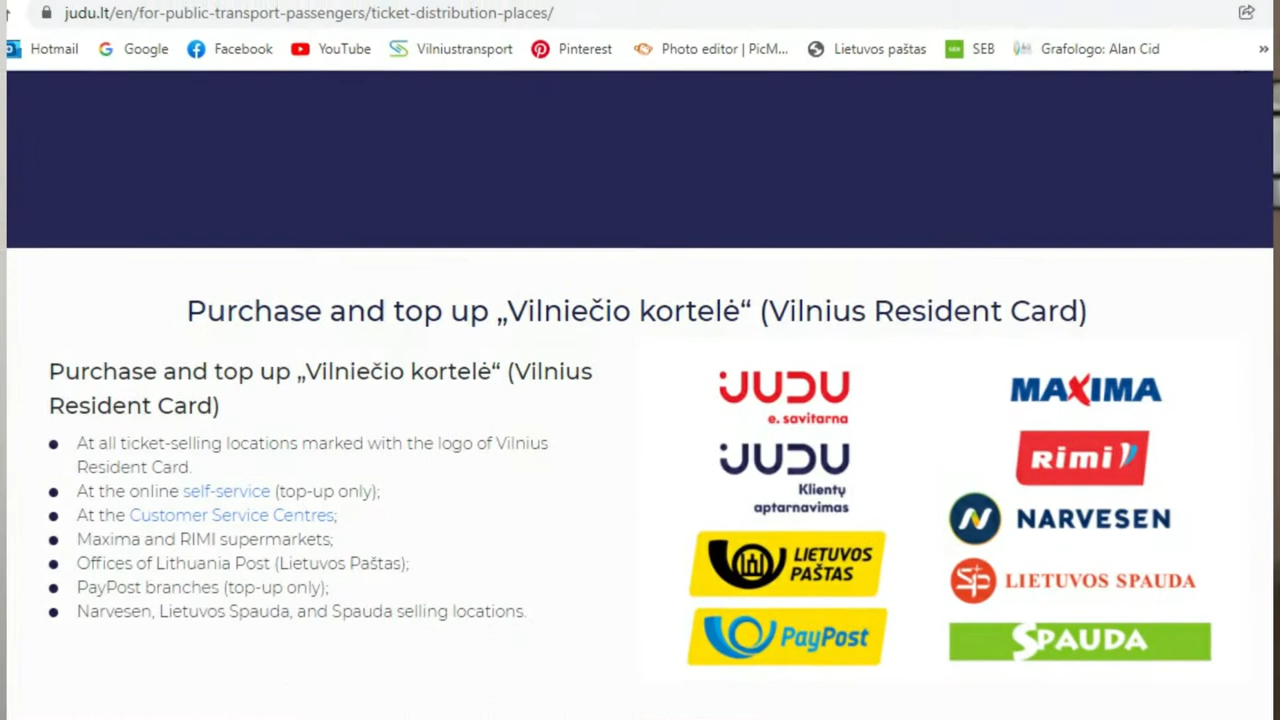 judu.lt/en/for-public-transport-passengers/ticket-distribution-places/
Hotmail
Google
Facebook
YouTube
Vilniustransport
Pinterest
Photo editor | PicM...
Lietuvos paštas
SEB
Grafologo: Alan Cid
»
Purchase and top up „Vilniečio kortelė“ (Vilnius Resident Card)
Purchase and top up „Vilniečio kortelė“ (Vilnius
Resident Card)
At all ticket-selling locations marked with the logo of Vilnius
Resident Card.
At the online self-service (top-up only);
At the Customer Service Centres;
Maxima and RIMI supermarkets;
Offices of Lithuania Post (Lietuvos Paštas);
PayPost branches (top-up only);
Narvesen, Lietuvos Spauda, and Spauda selling locations.
JUDU
e. savitarna
JUDU
Klientų
aptarnavimas
LIETUVOS
PAŠTAS
PayPost
MAXIMA
Rimi
N NARVESEN
Sp LIETUVOS SPAUDA
SPAUDA